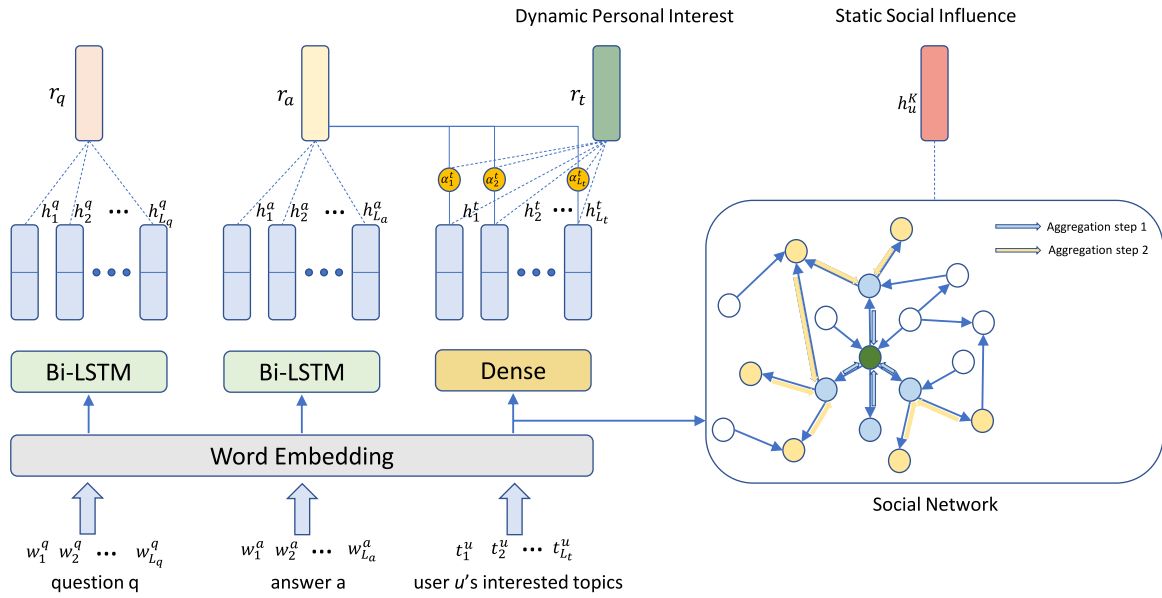 Dynamic Personal Interest
Static Social Influence
r_q
r_a
r_t
h_u^K
α_1^t α_2^t α_{L_t}^t
h_1^q h_2^q ••• h_{L_q}^q
h_1^a h_2^a ••• h_{L_a}^a
h_1^t h_2^t ••• h_{L_t}^t
Aggregation step 1
Aggregation step 2
Bi-LSTM
Bi-LSTM
Dense
Word Embedding
Social Network
w_1^q w_2^q ••• w_{L_q}^q
w_1^a w_2^a ••• w_{L_a}^a
t_1^u t_2^u ••• t_{L_t}^u
question q
answer a
user u's interested topics